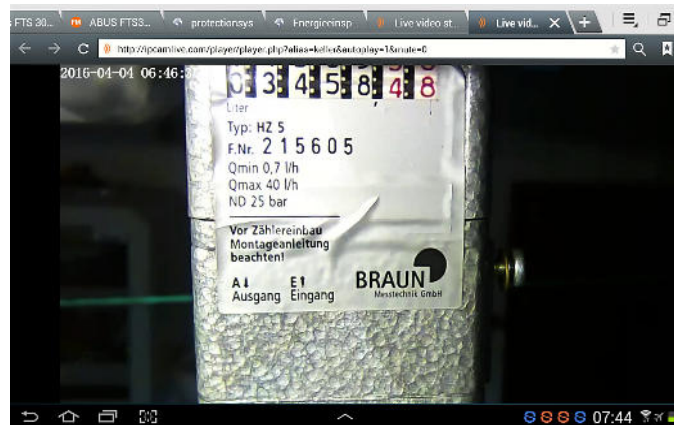 FTS 30...
ABUS FTS3...
protectionsys
Energieeinsp
Live video st...
Live vid...
http://ipcamlive.com/player/player.php?alias=keller&autoplay=1&mute=0
2016-04-04 06:46:
0 3 4 5 8 4 8
Liter
Typ: HZ 5
F.Nr. 215605
Qmin 0,7 l/h
Qmax 40 l/h
ND 25 bar
Vor Zählereinbau
Montageanleitung
beachten!
A↓ E↑
Ausgang Eingang
BRAUN
Messtechnik GmbH
07:44